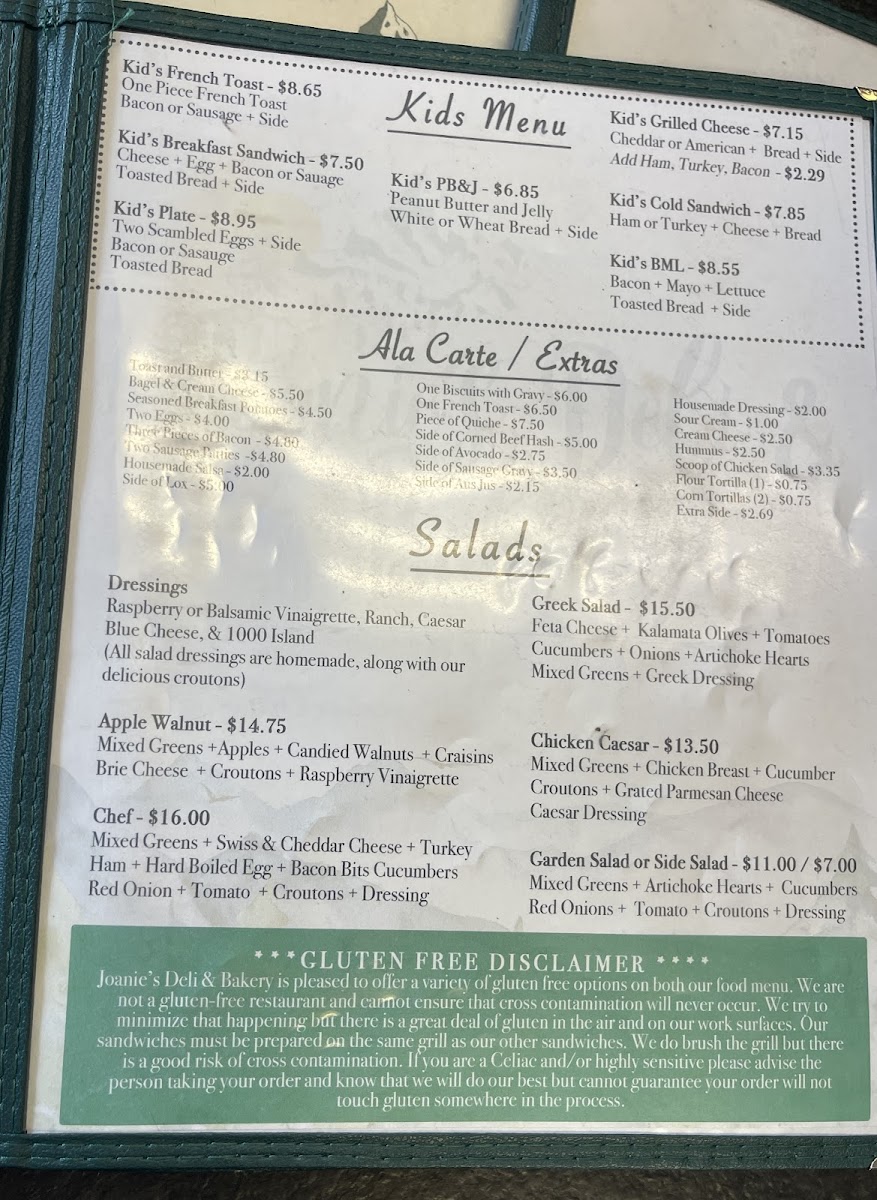 Kids Menu
Kid's French Toast - $8.65
One Piece French Toast
Bacon or Sausage + Side
Kid's Breakfast Sandwich - $7.50
Cheese + Egg + Bacon or Sauage
Toasted Bread + Side
Kid's Plate - $8.95
Two Scambled Eggs + Side
Bacon or Sasauge
Toasted Bread
Kid's PB&J - $6.85
Peanut Butter and Jelly
White or Wheat Bread + Side
Kid's Grilled Cheese - $7.15
Cheddar or American + Bread + Side
Add Ham, Turkey, Bacon - $2.29
Kid's Cold Sandwich - $7.85
Ham or Turkey + Cheese + Bread
Kid's BML - $8.55
Bacon + Mayo + Lettuce
Toasted Bread + Side
Ala Carte / Extras
Toast and Butter - $3.15
Bagel & Cream Cheese - $5.50
Seasoned Breakfast Potatoes - $4.50
Two Eggs - $4.00
Three Pieces of Bacon - $4.80
Two Sausage Patties -$4.80
Housemade Salsa - $2.00
Side of Lox - $5.00
One Biscuits with Gravy - $6.00
One French Toast - $6.50
Piece of Quiche - $7.50
Side of Corned Beef Hash - $5.00
Side of Avocado - $2.75
Side of Sausage Gravy - $3.50
Side of Aus Jus - $2.15
Housemade Dressing - $2.00
Sour Cream - $1.00
Cream Cheese - $2.50
Hummus - $2.50
Scoop of Chicken Salad - $3.35
Flour Tortilla (1) - $0.75
Corn Tortillas (2) - $0.75
Extra Side - $2.69
Salads
Dressings
Raspberry or Balsamic Vinaigrette, Ranch, Caesar
Blue Cheese, & 1000 Island
(All salad dressings are homemade, along with our
delicious croutons)
Apple Walnut - $14.75
Mixed Greens +Apples + Candied Walnuts + Craisins
Brie Cheese + Croutons + Raspberry Vinaigrette
Chef - $16.00
Mixed Greens + Swiss & Cheddar Cheese + Turkey
Ham + Hard Boiled Egg + Bacon Bits Cucumbers
Red Onion + Tomato + Croutons + Dressing
Greek Salad - $15.50
Feta Cheese + Kalamata Olives + Tomatoes
Cucumbers + Onions +Artichoke Hearts
Mixed Greens + Greek Dressing
Chicken Caesar - $13.50
Mixed Greens + Chicken Breast + Cucumber
Croutons + Grated Parmesan Cheese
Caesar Dressing
Garden Salad or Side Salad - $11.00 / $7.00
Mixed Greens + Artichoke Hearts + Cucumbers
Red Onions + Tomato + Croutons + Dressing
***GLUTEN FREE DISCLAIMER ****
Joanie's Deli & Bakery is pleased to offer a variety of gluten free options on both our food menu. We are
not a gluten-free restaurant and cannot ensure that cross contamination will never occur. We try to
minimize that happening but there is a great deal of gluten in the air and on our work surfaces. Our
sandwiches must be prepared on the same grill as our other sandwiches. We do brush the grill but there
is a good risk of cross contamination. If you are a Celiac and/or highly sensitive please advise the
person taking your order and know that we will do our best but cannot guarantee your order will not
touch gluten somewhere in the process.